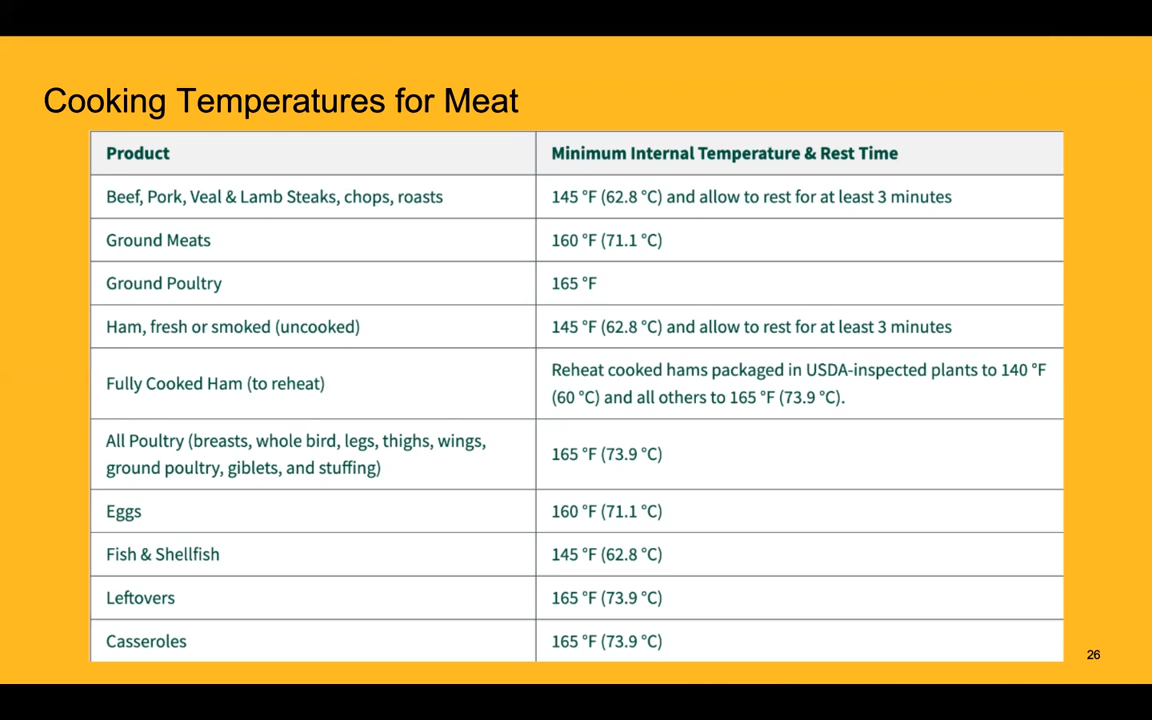 Cooking Temperatures for Meat
Product
Minimum Internal Temperature & Rest Time
Beef, Pork, Veal & Lamb Steaks, chops, roasts
145 °F (62.8 °C) and allow to rest for at least 3 minutes
Ground Meats
160 °F (71.1 °C)
Ground Poultry
165 °F
Ham, fresh or smoked (uncooked)
145 °F (62.8 °C) and allow to rest for at least 3 minutes
Fully Cooked Ham (to reheat)
Reheat cooked hams packaged in USDA-inspected plants to 140 °F
(60 °C) and all others to 165 °F (73.9 °C).
All Poultry (breasts, whole bird, legs, thighs, wings,
ground poultry, giblets, and stuffing)
165 °F (73.9 °C)
Eggs
160 °F (71.1 °C)
Fish & Shellfish
145 °F (62.8 °C)
Leftovers
165 °F (73.9 °C)
Casseroles
165 °F (73.9 °C)
26